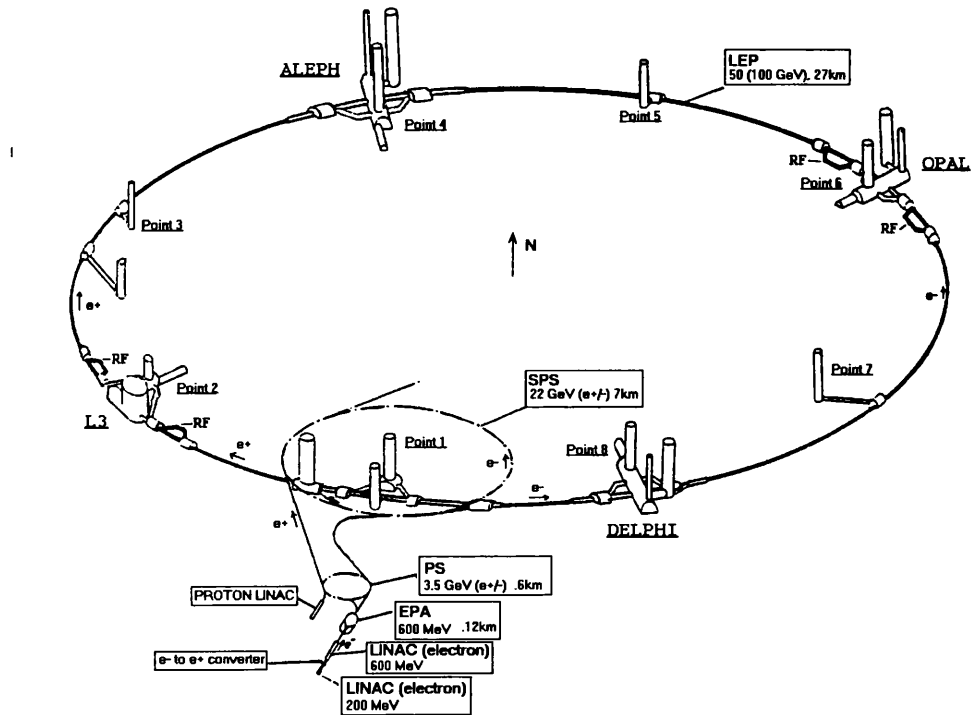 LEP
50 (100 GeV), 27km
ALEPH
Point 4
Point 5
RF
Point 6
OPAL
RF
Point 3
N
e+
e-
RF
Point 2
L3
RF
Point 7
SPS
22 GeV (e+/-) 7km
e+
Point 1
e-
Point 8
e-
DELPHI
e+
PS
3.5 GeV (e+/-) .6km
PROTON LINAC
EPA
600 MeV .12km
e-
LINAC (electron)
600 MeV
e- to e+ converter
LINAC (electron)
200 MeV